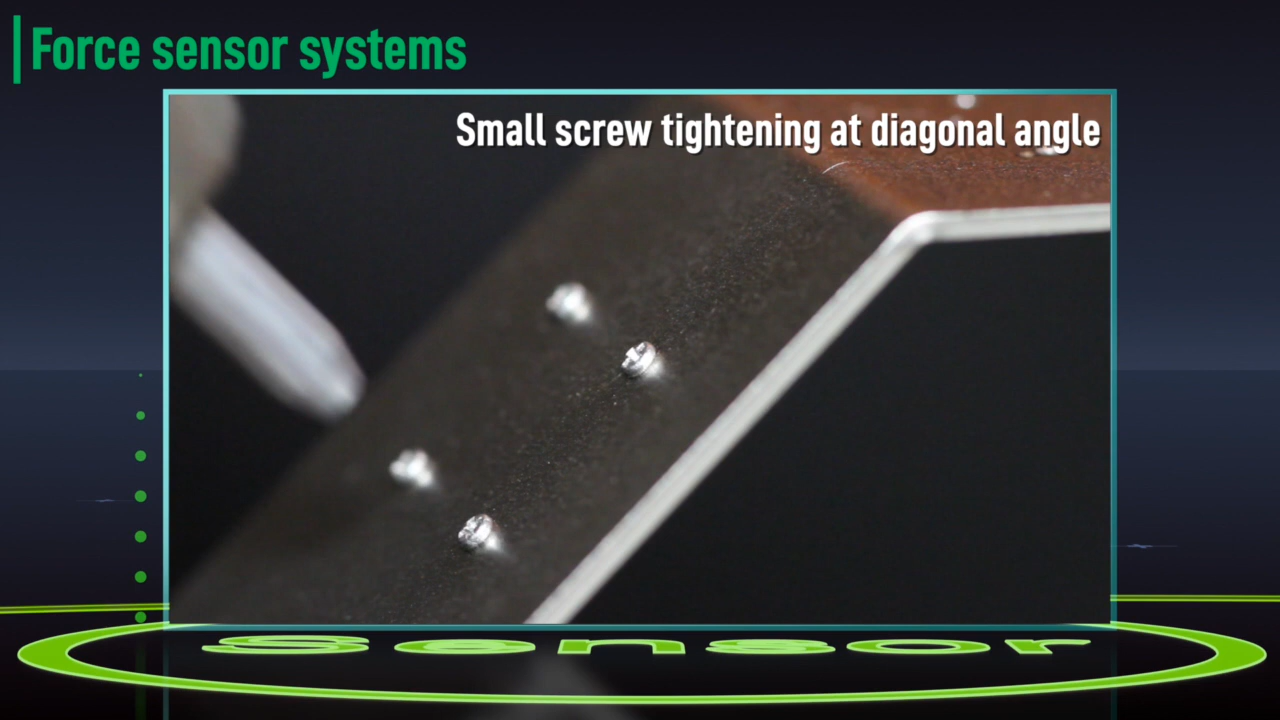 Force sensor systems
Small screw tightening at diagonal angle
Sensor